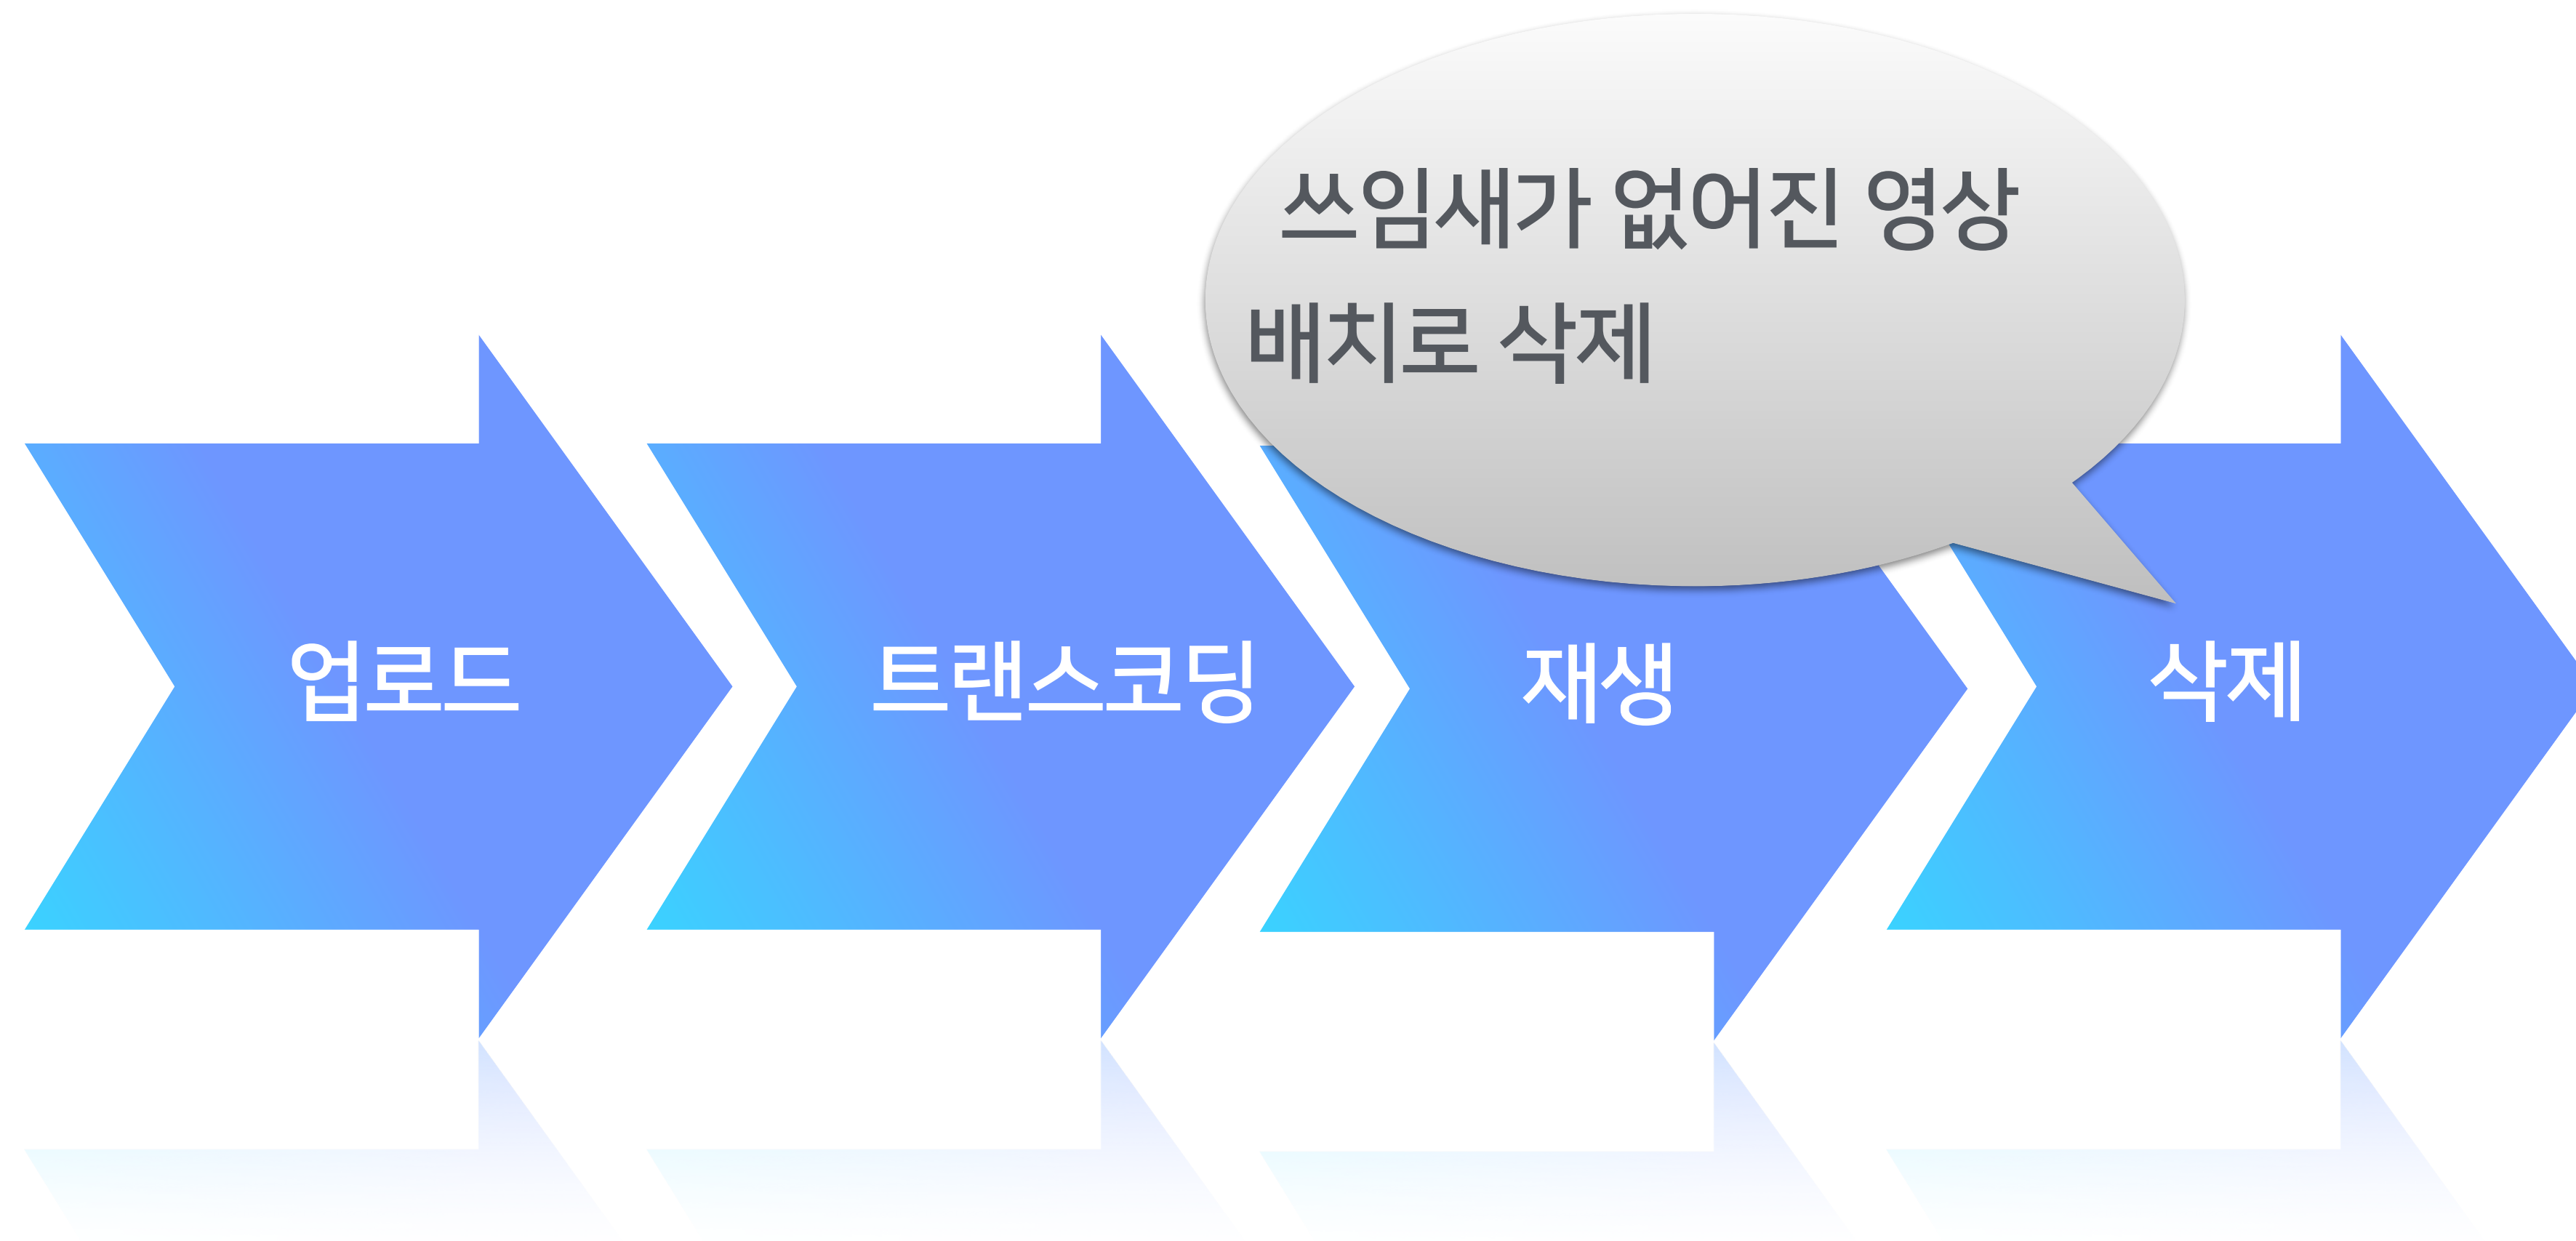 쓰임새가 없어진 영상
배치로 삭제
업로드
트랜스코딩
재생
삭제